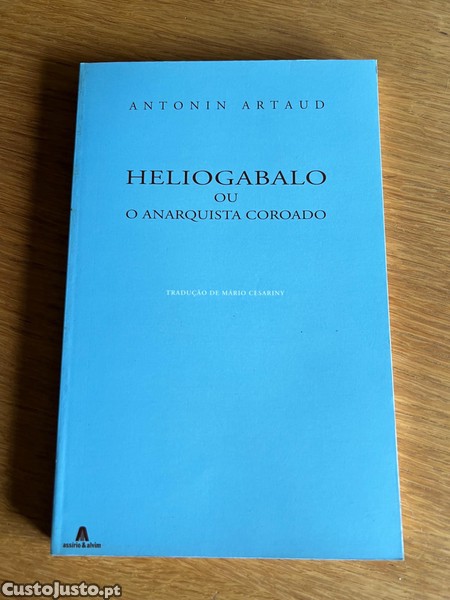 ANTONIN ARTAUD
HELIOGABALO
OU
O ANARQUISTA COROADO
TRADUÇÃO DE MÁRIO CESARINY
assírio & alvim
CustoJusto.pt